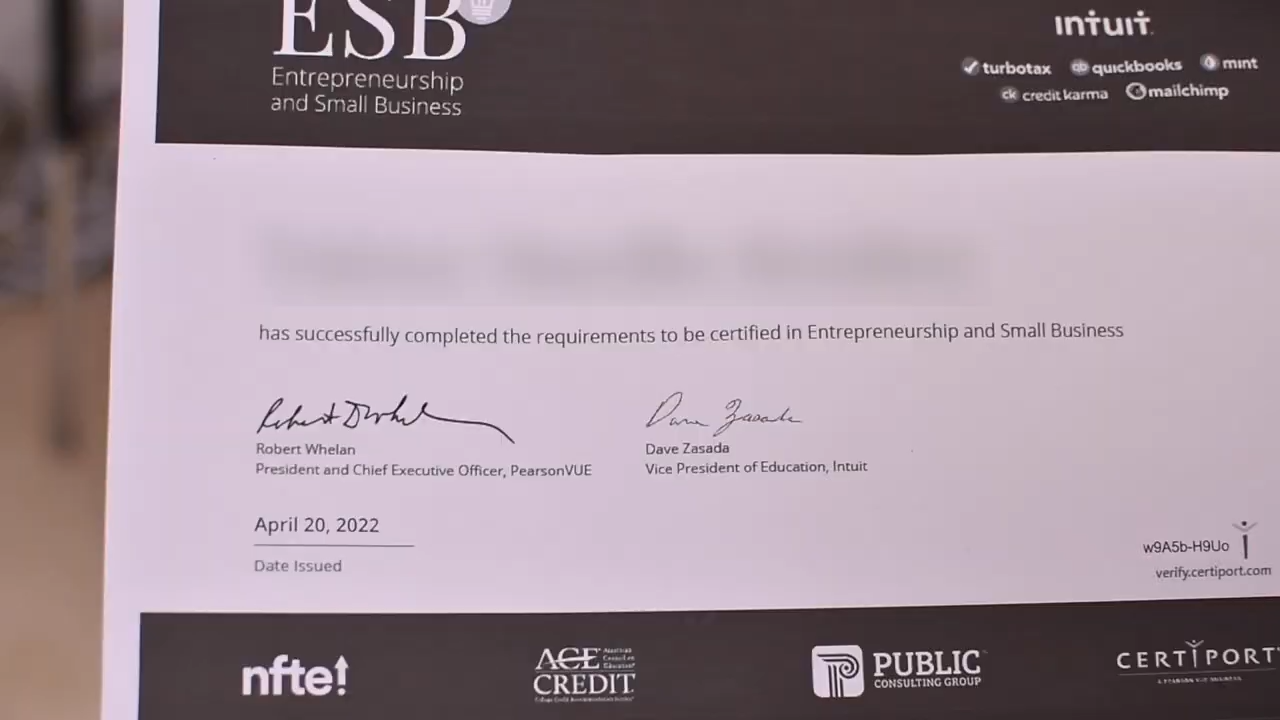 ESB
Entrepreneurship
and Small Business
intuit
turbotax quickbooks mint
credit karma mailchimp
has successfully completed the requirements to be certified in Entrepreneurship and Small Business
Robert Whelan
President and Chief Executive Officer, PearsonVUE
Dave Zasada
Vice President of Education, Intuit
April 20, 2022
Date Issued
w9A5b-H9Uo
verify.certiport.com
nfte!
ACE
CREDIT
PUBLIC
CONSULTING GROUP
CERTIPORT
A PEARSON VUE BUSINESS